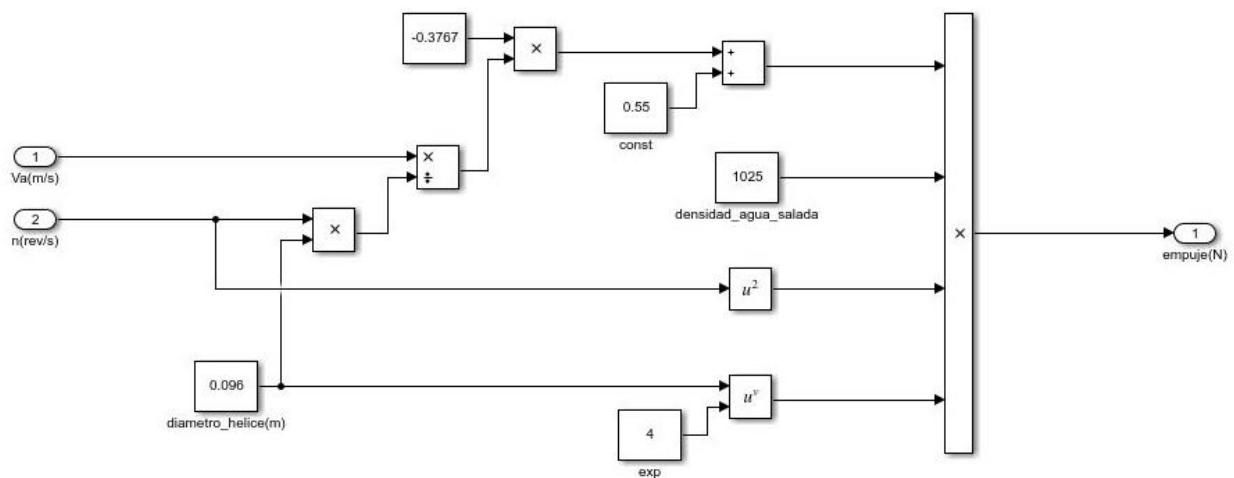 -0.3767
×
+
+
0.55
const
1
Va(m/s)
×
÷
1025
densidad_agua_salada
2
n(rev/s)
×
×
1
empuje(N)
u²
0.096
diametro_helice(m)
uᵛ
4
exp